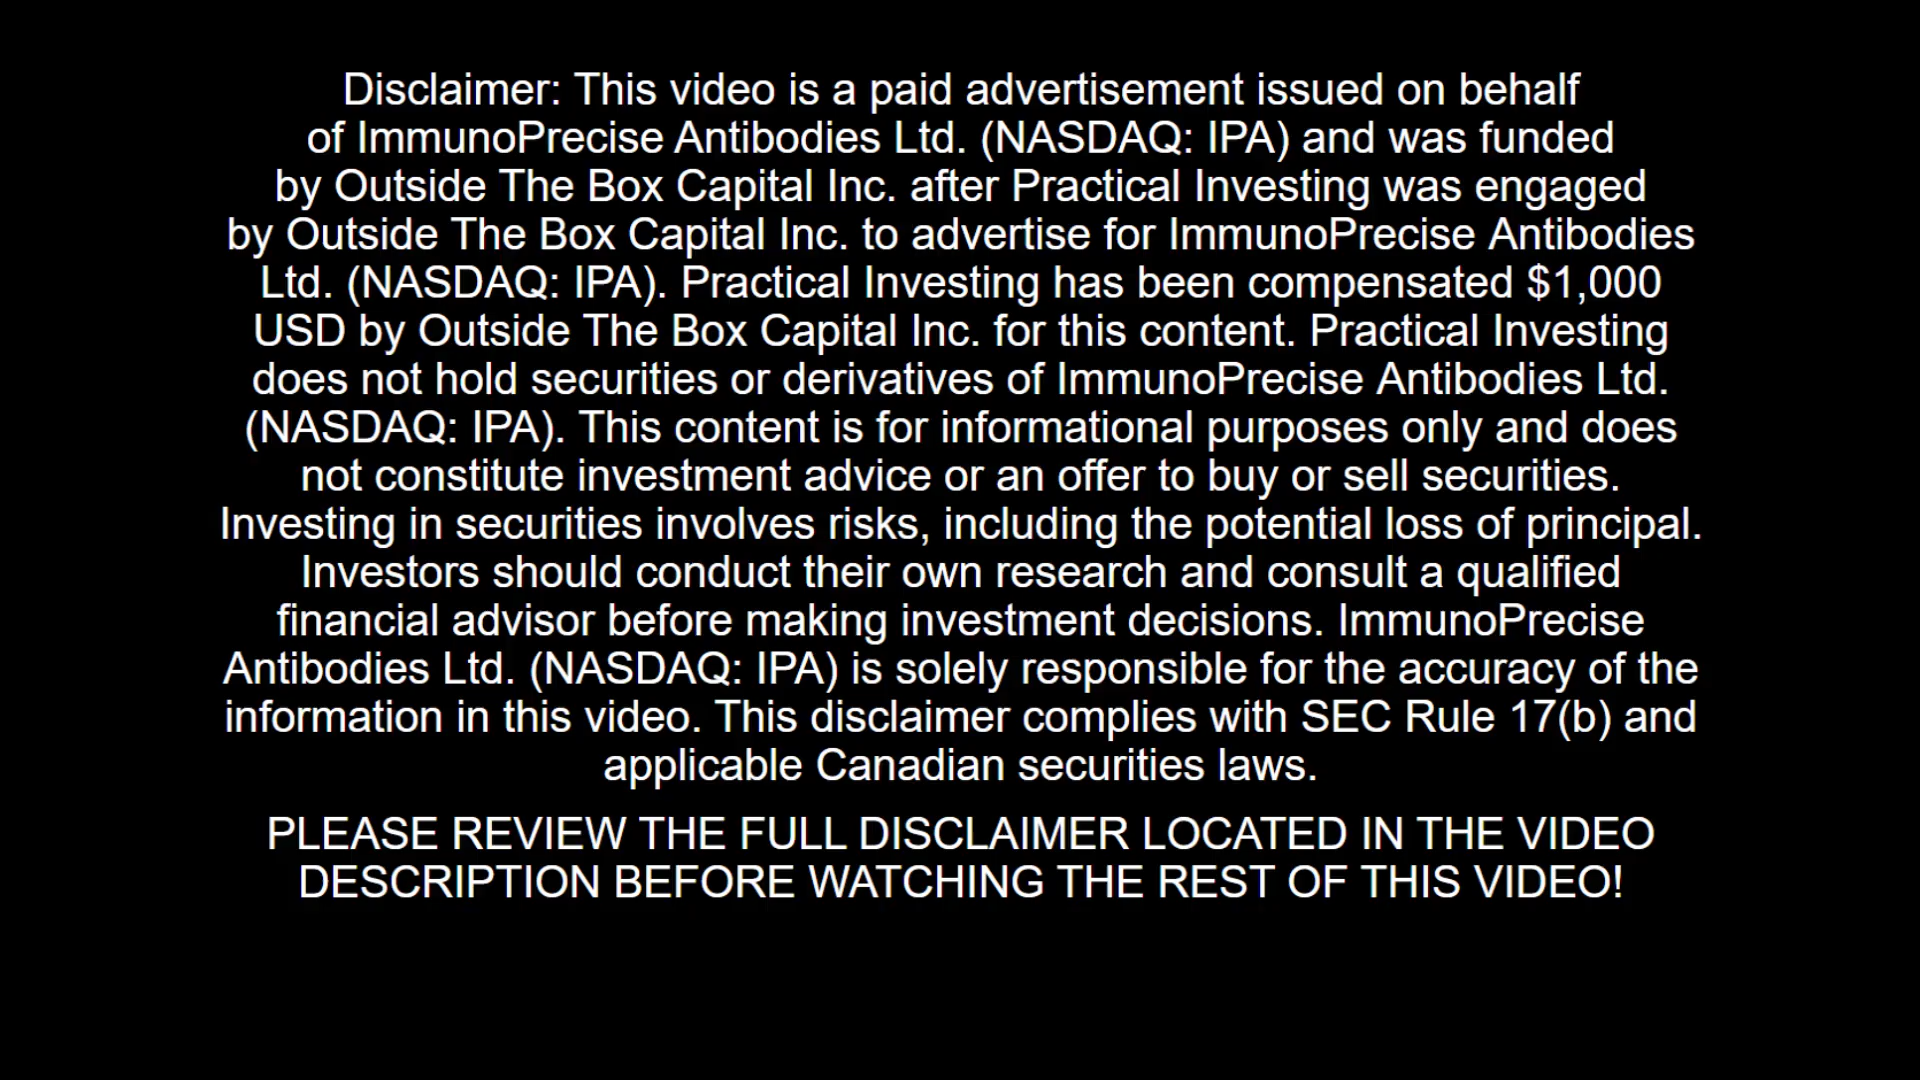 Disclaimer: This video is a paid advertisement issued on behalf
of ImmunoPrecise Antibodies Ltd. (NASDAQ: IPA) and was funded
by Outside The Box Capital Inc. after Practical Investing was engaged
by Outside The Box Capital Inc. to advertise for ImmunoPrecise Antibodies
Ltd. (NASDAQ: IPA). Practical Investing has been compensated $1,000
USD by Outside The Box Capital Inc. for this content. Practical Investing
does not hold securities or derivatives of ImmunoPrecise Antibodies Ltd.
(NASDAQ: IPA). This content is for informational purposes only and does
not constitute investment advice or an offer to buy or sell securities.
Investing in securities involves risks, including the potential loss of principal.
Investors should conduct their own research and consult a qualified
financial advisor before making investment decisions. ImmunoPrecise
Antibodies Ltd. (NASDAQ: IPA) is solely responsible for the accuracy of the
information in this video. This disclaimer complies with SEC Rule 17(b) and
applicable Canadian securities laws.
PLEASE REVIEW THE FULL DISCLAIMER LOCATED IN THE VIDEO
DESCRIPTION BEFORE WATCHING THE REST OF THIS VIDEO!